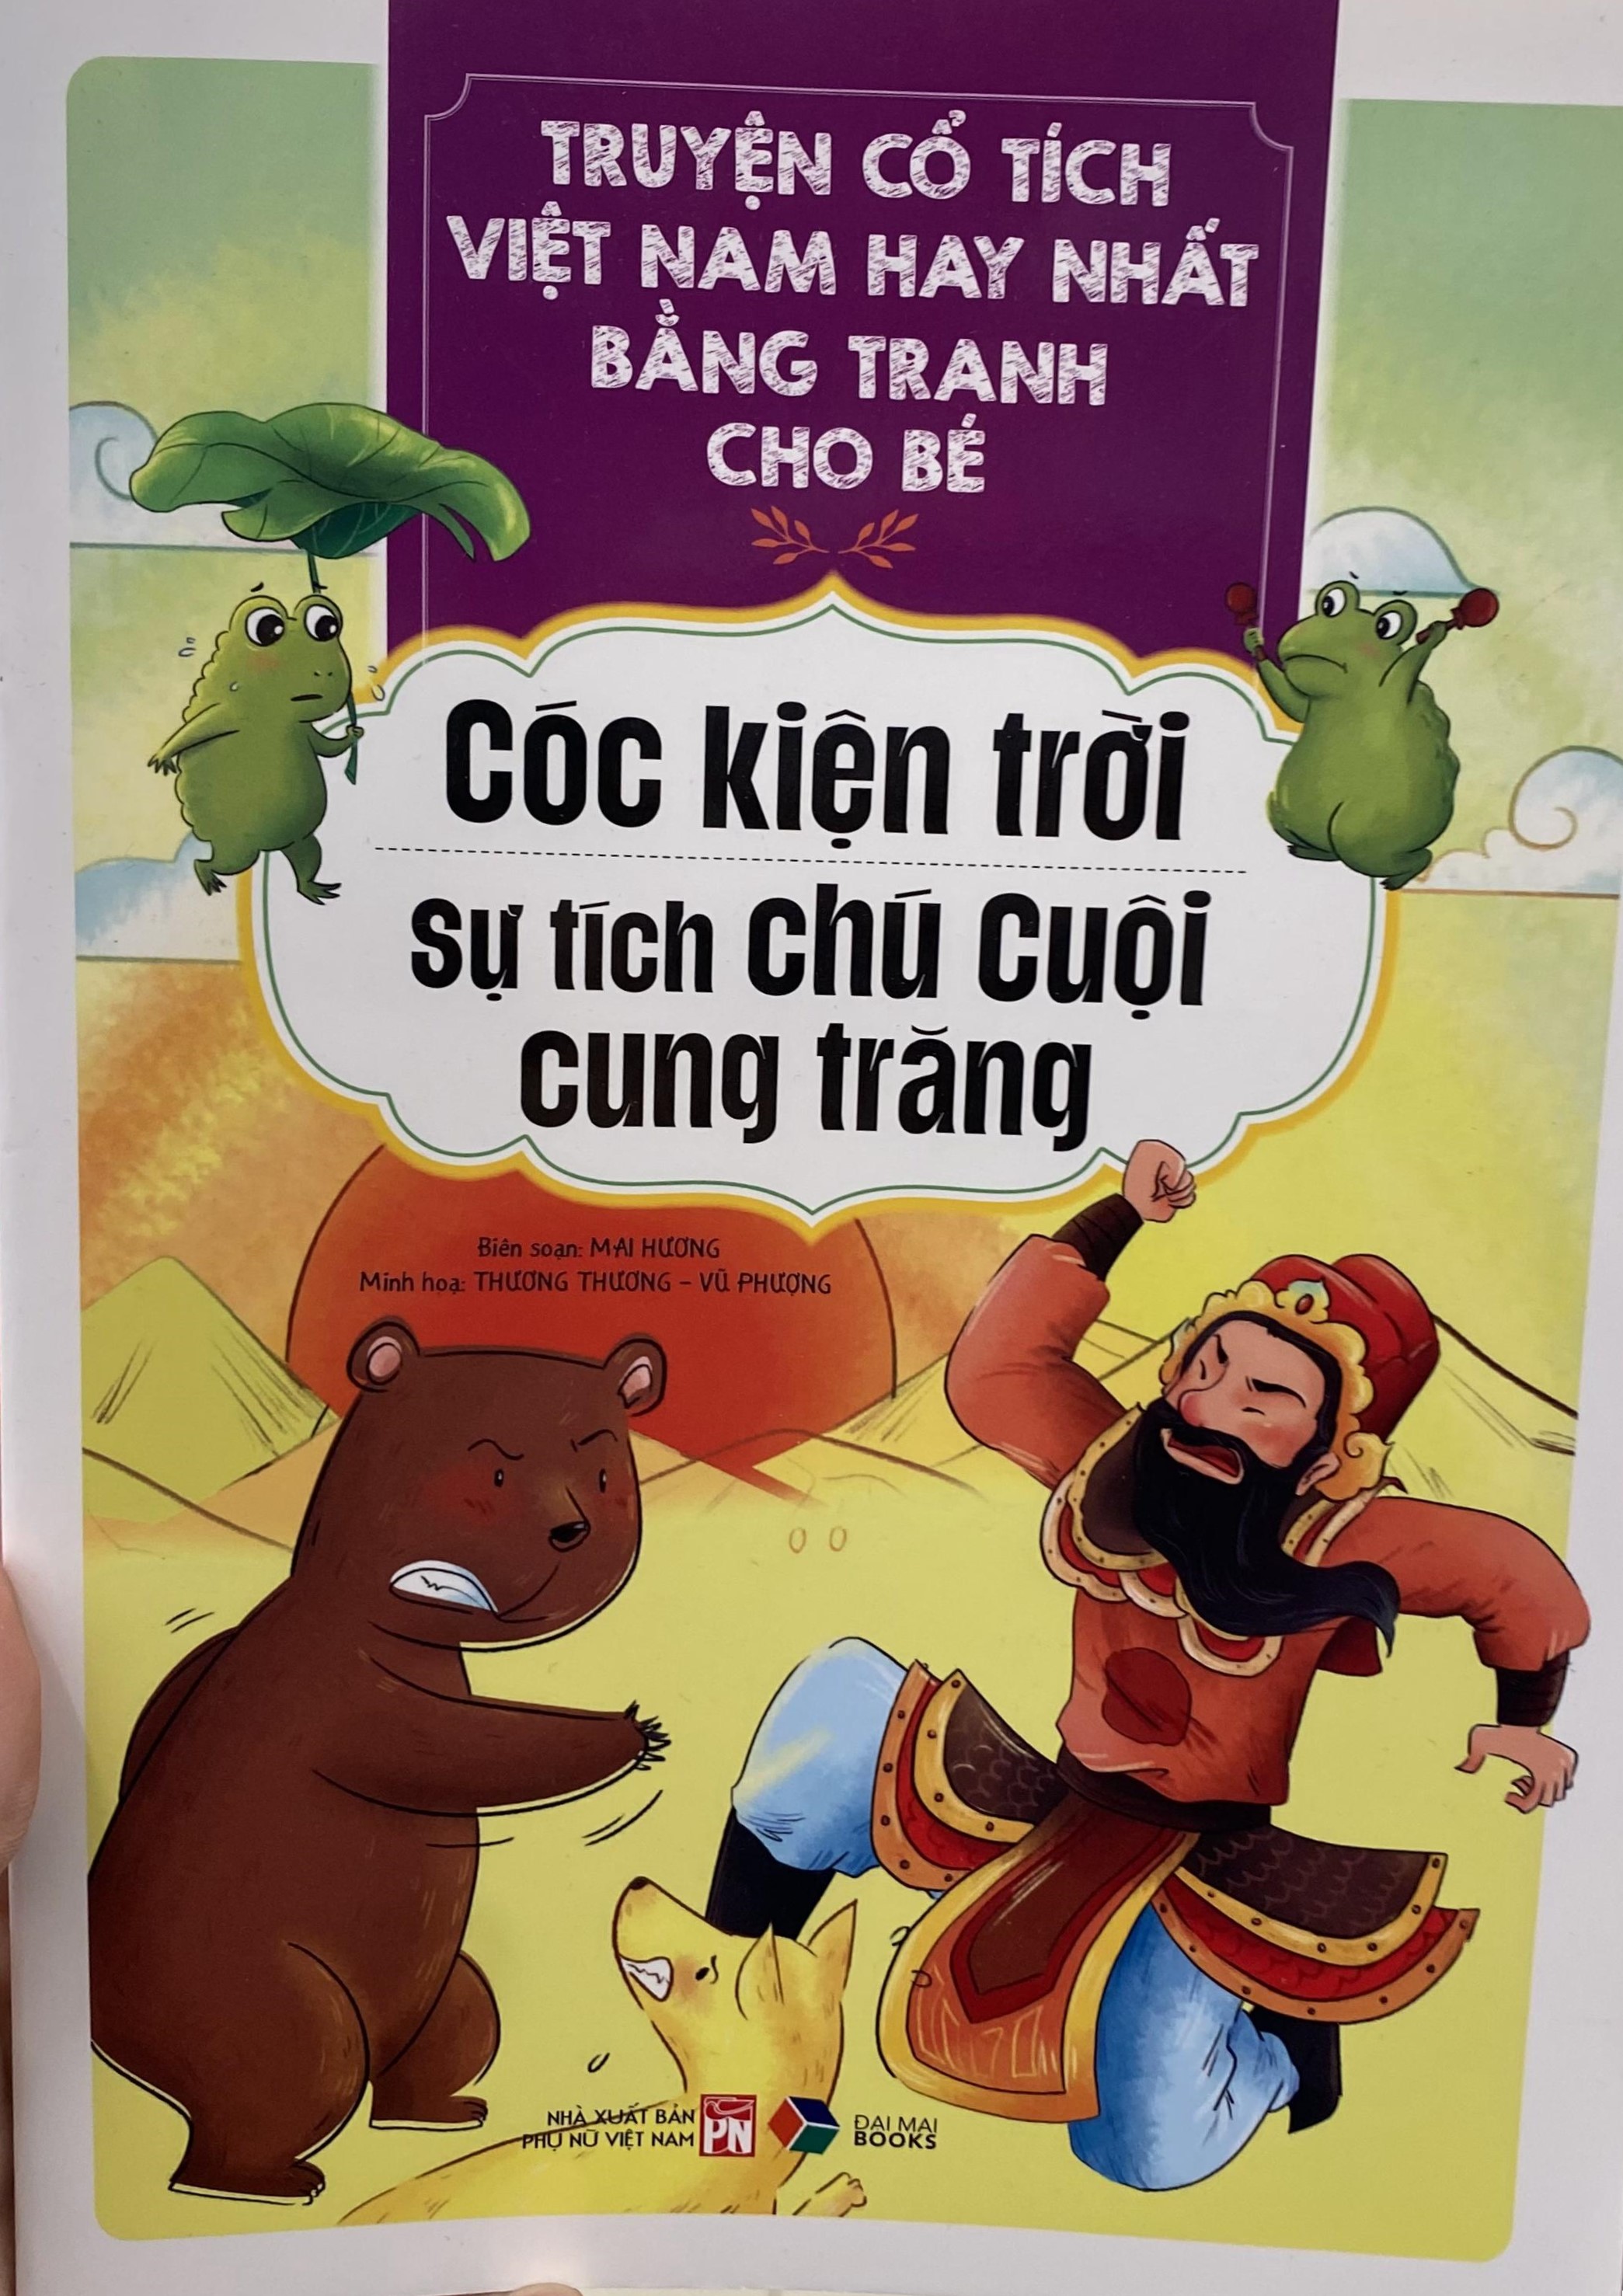 TRUYỆN CỔ TÍCH
VIỆT NAM HAY NHẤT
BẰNG TRANH
CHO BÉ
Cóc kiện trời
Sự tích chú Cuội
cung trăng
Biên soạn: MAI HƯƠNG
Minh hoạ: THƯƠNG THƯƠNG – VŨ PHƯỢNG
NHÀ XUẤT BẢN
PHỤ NỮ VIỆT NAM
PN
ĐẠI MAI
BOOKS